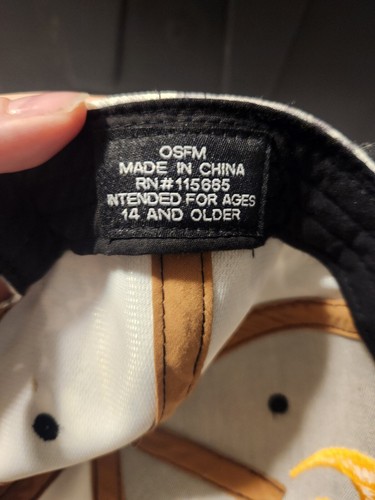 OSFM
MADE IN CHINA
RN#115665
INTENDED FOR AGES
14 AND OLDER